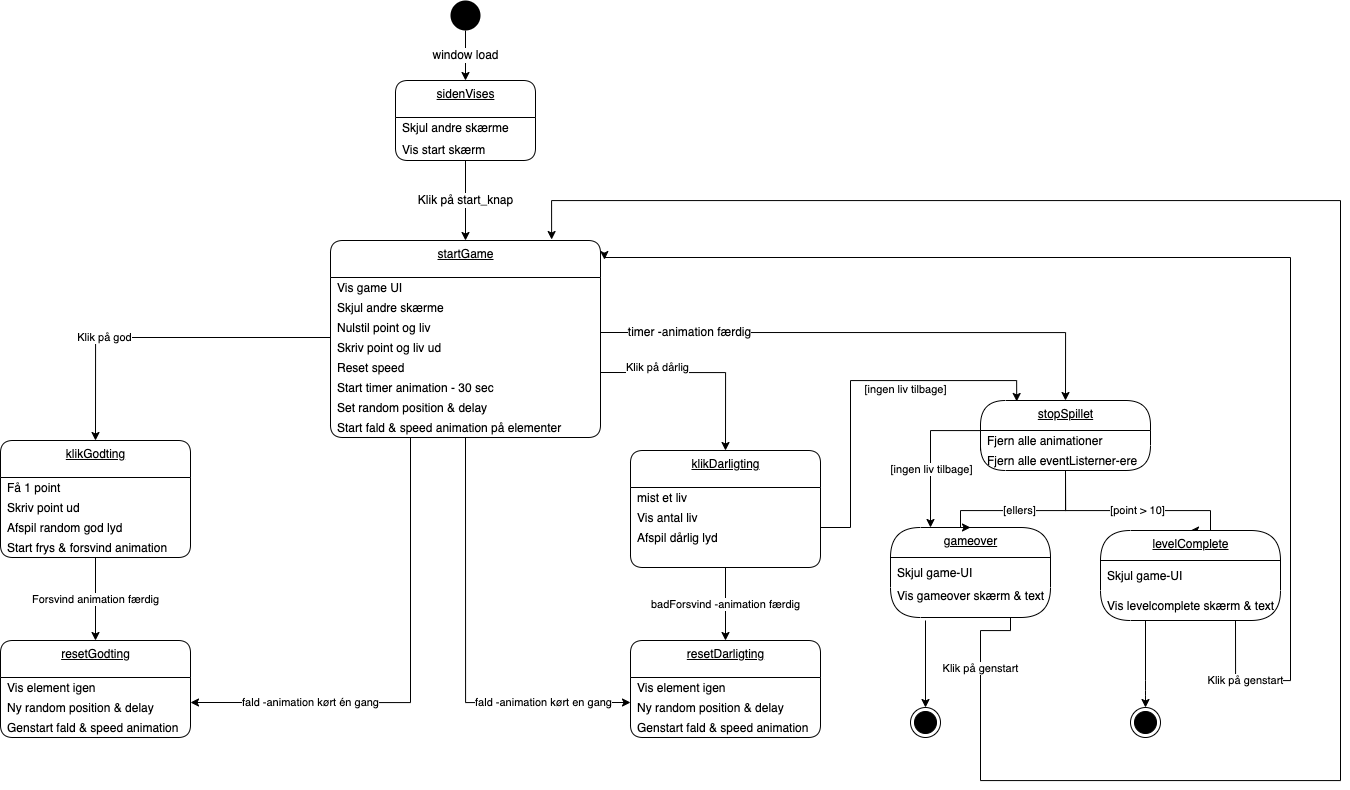 window load
sidenVises
Skjul andre skærme
Vis start skærm
Klik på start_knap
startGame
Vis game UI
Skjul andre skærme
Nulstil point og liv
Skriv point og liv ud
Reset speed
Start timer animation - 30 sec
Set random position & delay
Start fald & speed animation på elementer
Klik på god
timer -animation færdig
Klik på dårlig
[ingen liv tilbage]
stopSpillet
Fjern alle animationer
Fjern alle eventListerner-ere
klikGodting
Få 1 point
Skriv point ud
Afspil random god lyd
Start frys & forsvind animation
klikDarligting
mist et liv
Vis antal liv
Afspil dårlig lyd
[ingen liv tilbage]
[ellers]
[point > 10]
gameover
Skjul game-UI
Vis gameover skærm & text
levelComplete
Skjul game-UI
Vis levelcomplete skærm & text
Forsvind animation færdig
badForsvind -animation færdig
resetGodting
Vis element igen
Ny random position & delay
Genstart fald & speed animation
fald -animation kørt én gang
fald -animation kørt en gang
resetDarligting
Vis element igen
Ny random position & delay
Genstart fald & speed animation
Klik på genstart
Klik på genstart